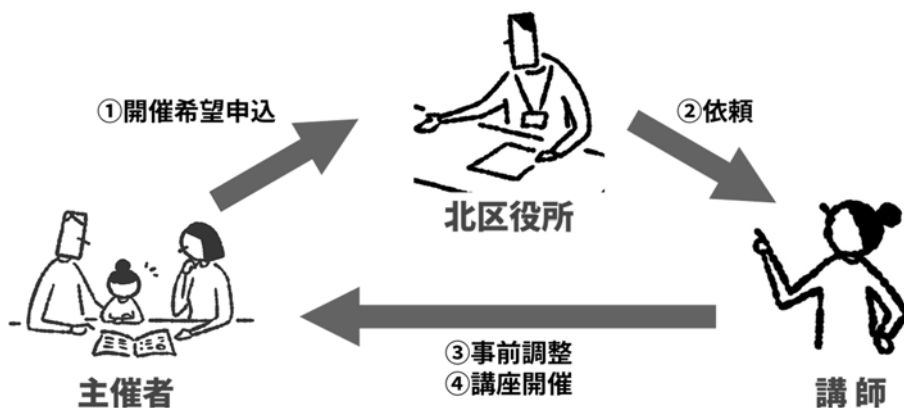 ①開催希望申込
②依頼
北区役所
③事前調整
④講座開催
主催者
講師